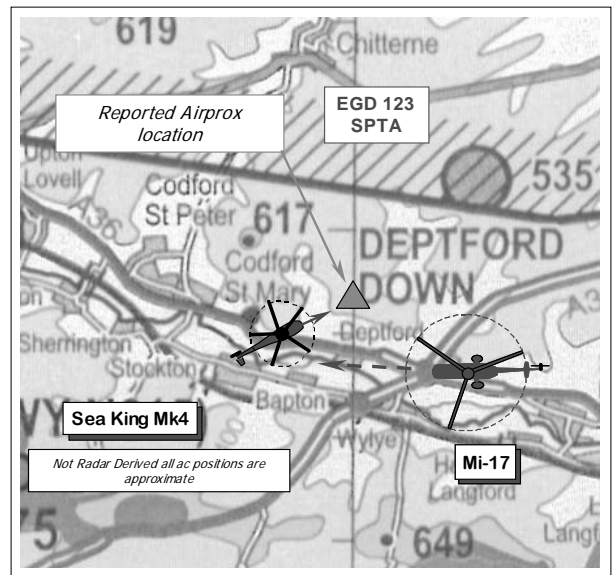 619
Chitterne
Reported Airprox
location
EGD 123
SPTA
Upton
Lovell
A36
Codford
St Peter
617
535
Codford
St. Mary
DEPTFORD
DOWN
Deptford
Sherrington
Stockton
Bapton
Wylye
Sea King Mk4
Mi-17
Not Radar Derived all ac positions are
approximate
Langford
Langf
75
649